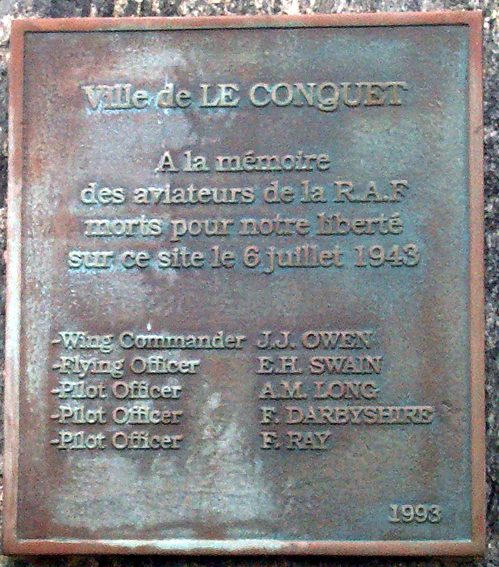 Ville de LE CONQUET
A la mémoire
des aviateurs de la R.A.F
morts pour notre liberté
sur ce site le 6 juillet 1943
-Wing Commander J.J. OWEN
-Flying Officer E.H. SWAIN
-Pilot Officer A.M. LONG
-Pilot Officer F. DARBYSHIRE
-Pilot Officer F. RAY
1993